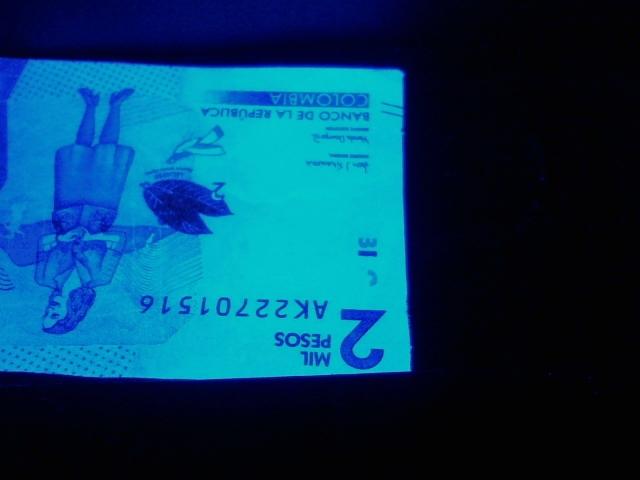 2 MIL
PESOS
AK22701516
2
BANCO DE LA REPÚBLICA
COLOMBIA